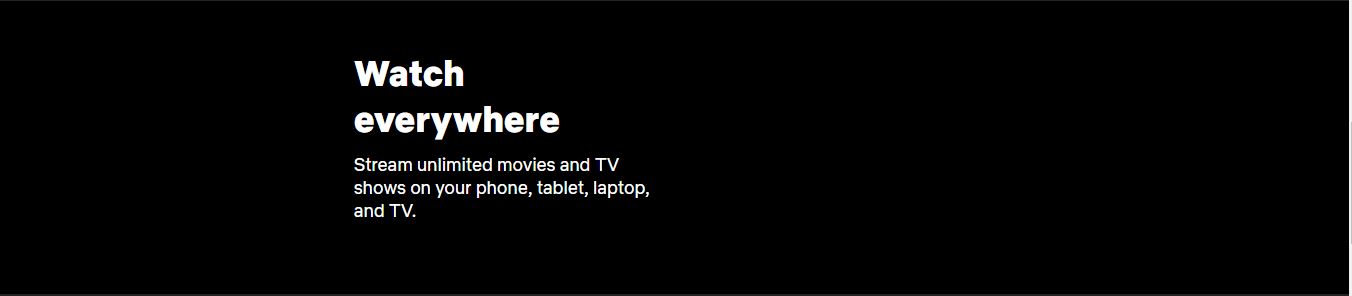 Watch
everywhere
Stream unlimited movies and TV
shows on your phone, tablet, laptop,
and TV.